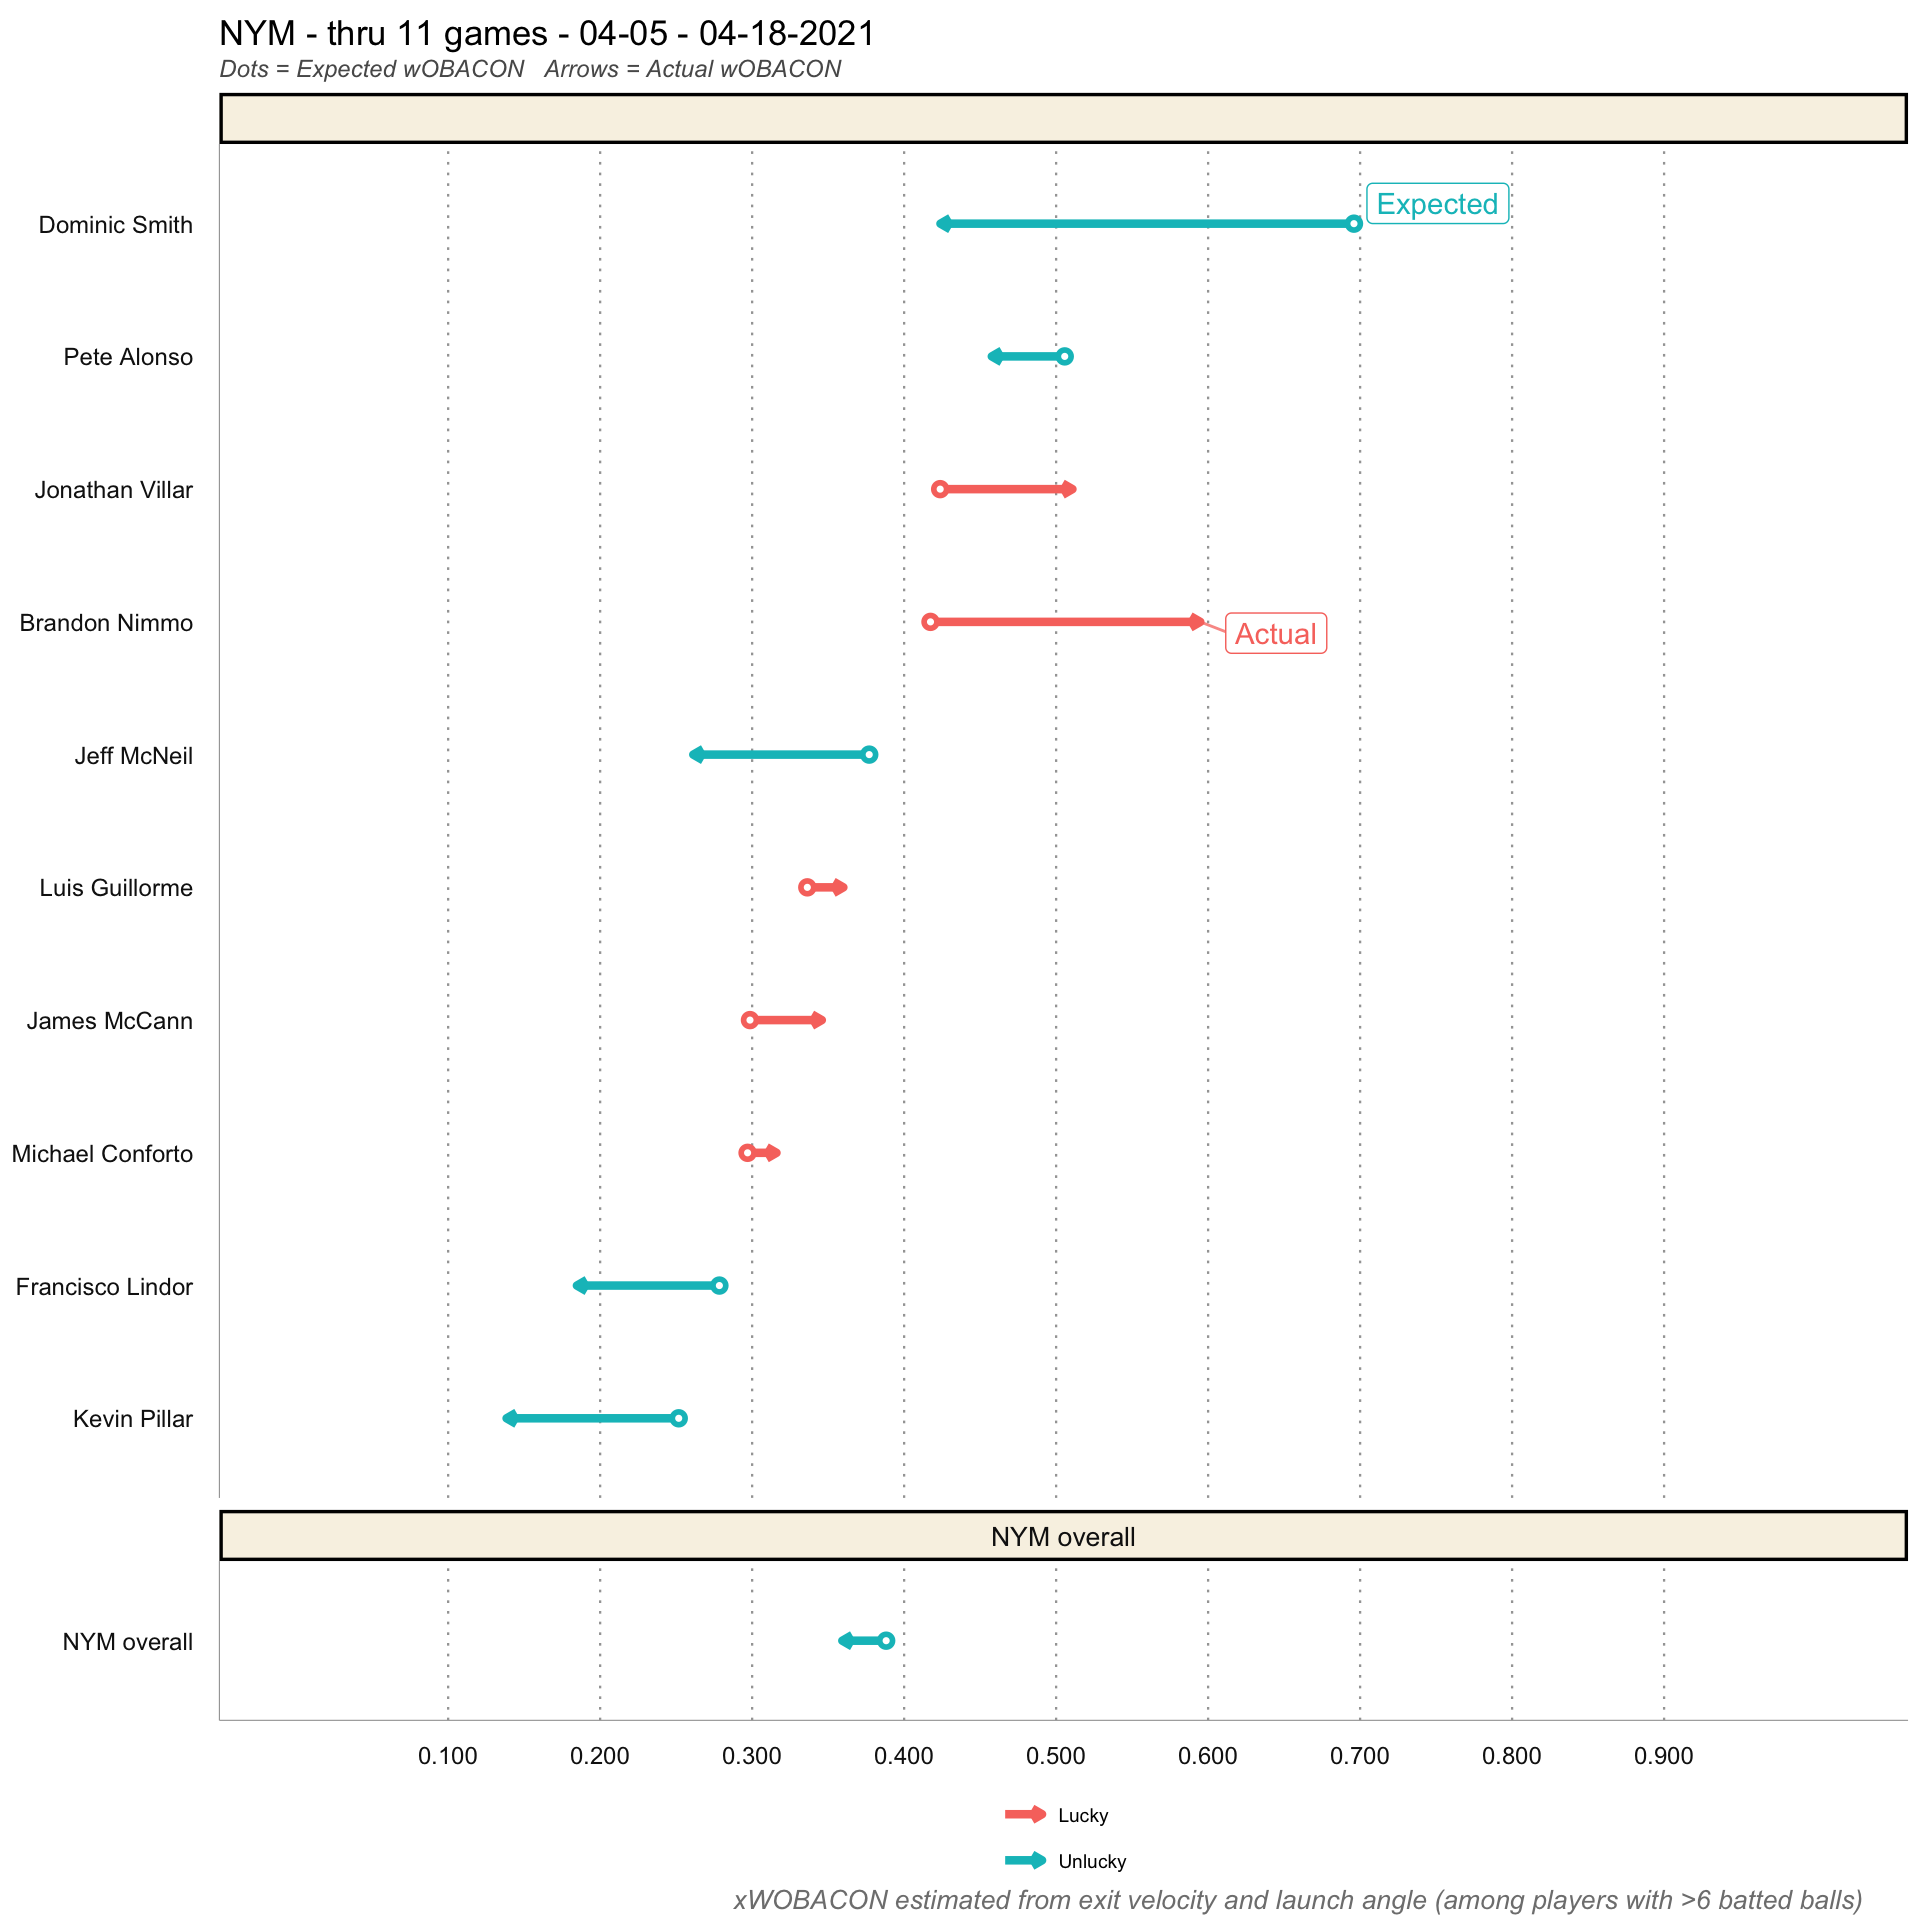 NYM - thru 11 games - 04-05 - 04-18-2021
Dots = Expected wOBACON   Arrows = Actual wOBACON
Dominic Smith
Expected
Pete Alonso
Jonathan Villar
Brandon Nimmo
Actual
Jeff McNeil
Luis Guillorme
James McCann
Michael Conforto
Francisco Lindor
Kevin Pillar
NYM overall
NYM overall
0.100 0.200 0.300 0.400 0.500 0.600 0.700 0.800 0.900
Lucky
Unlucky
xWOBACON estimated from exit velocity and launch angle (among players with >6 batted balls)